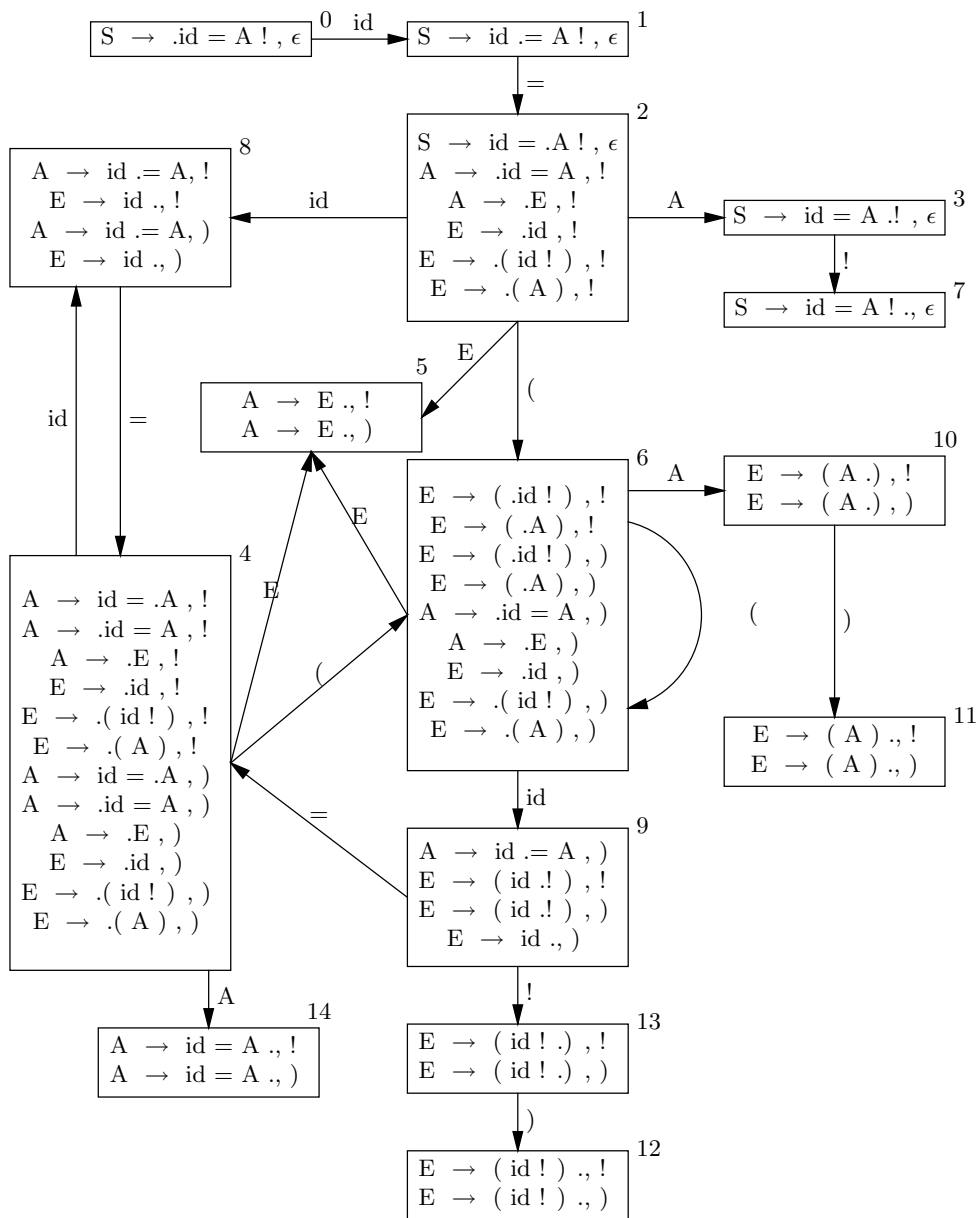 0
S → .id = A ! , ϵ
id
1
S → id .= A ! , ϵ
=
2
S → id = .A ! , ϵ
A → .id = A , !
A → .E , !
E → .id , !
E → .( id ! ) , !
E → .( A ) , !
8
A → id .= A, !
E → id ., !
A → id .= A, )
E → id ., )
id
A
3
S → id = A .! , ϵ
!
7
S → id = A ! ., ϵ
E
(
5
A → E ., !
A → E ., )
id
=
6
E → ( .id ! ) , !
E → ( .A ) , !
E → ( .id ! ) , )
E → ( .A ) , )
A → .id = A , )
A → .E , )
E → .id , )
E → .( id ! ) , )
E → .( A ) , )
A
10
E → ( A .) , !
E → ( A .) , )
E
E
(
(
)
4
A → id = .A , !
A → .id = A , !
A → .E , !
E → .id , !
E → .( id ! ) , !
E → .( A ) , !
A → id = .A , )
A → .id = A , )
A → .E , )
E → .id , )
E → .( id ! ) , )
E → .( A ) , )
11
E → ( A ) ., !
E → ( A ) ., )
id
=
9
A → id .= A , )
E → ( id .! ) , !
E → ( id .! ) , )
E → id ., )
A
14
A → id = A ., !
A → id = A ., )
!
13
E → ( id ! .) , !
E → ( id ! .) , )
)
12
E → ( id ! ) ., !
E → ( id ! ) ., )